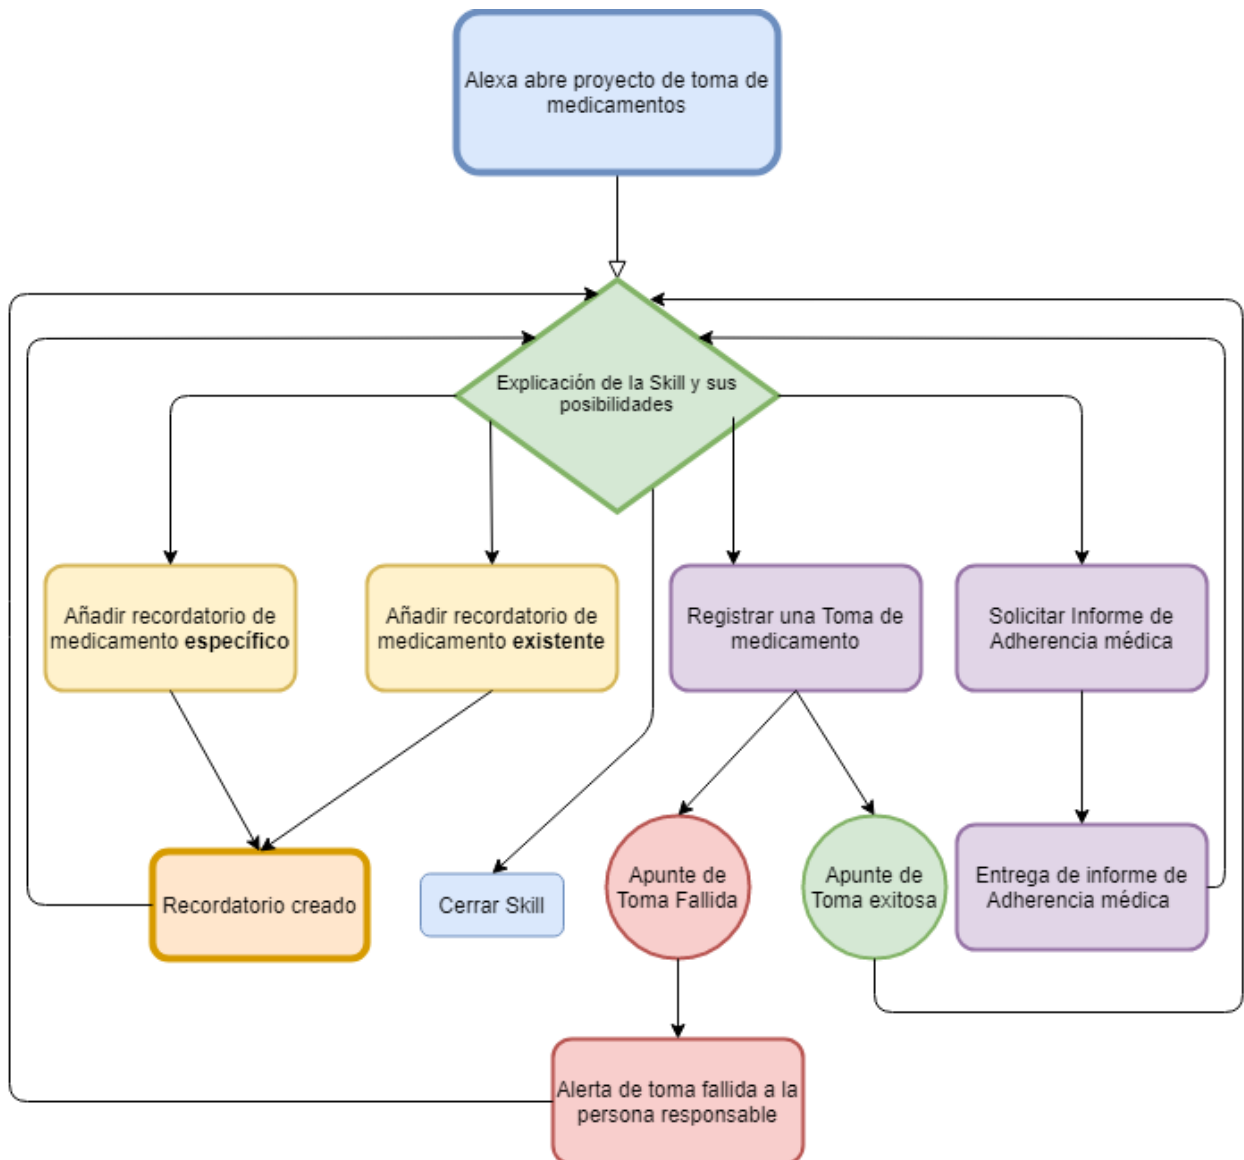 Alexa abre proyecto de toma de
medicamentos
Explicación de la Skill y sus
posibilidades
Añadir recordatorio de
medicamento específico
Añadir recordatorio de
medicamento existente
Registrar una Toma de
medicamento
Solicitar Informe de
Adherencia médica
Recordatorio creado
Cerrar Skill
Apunte de
Toma Fallida
Apunte de
Toma exitosa
Entrega de informe de
Adherencia médica
Alerta de toma fallida a la
persona responsable